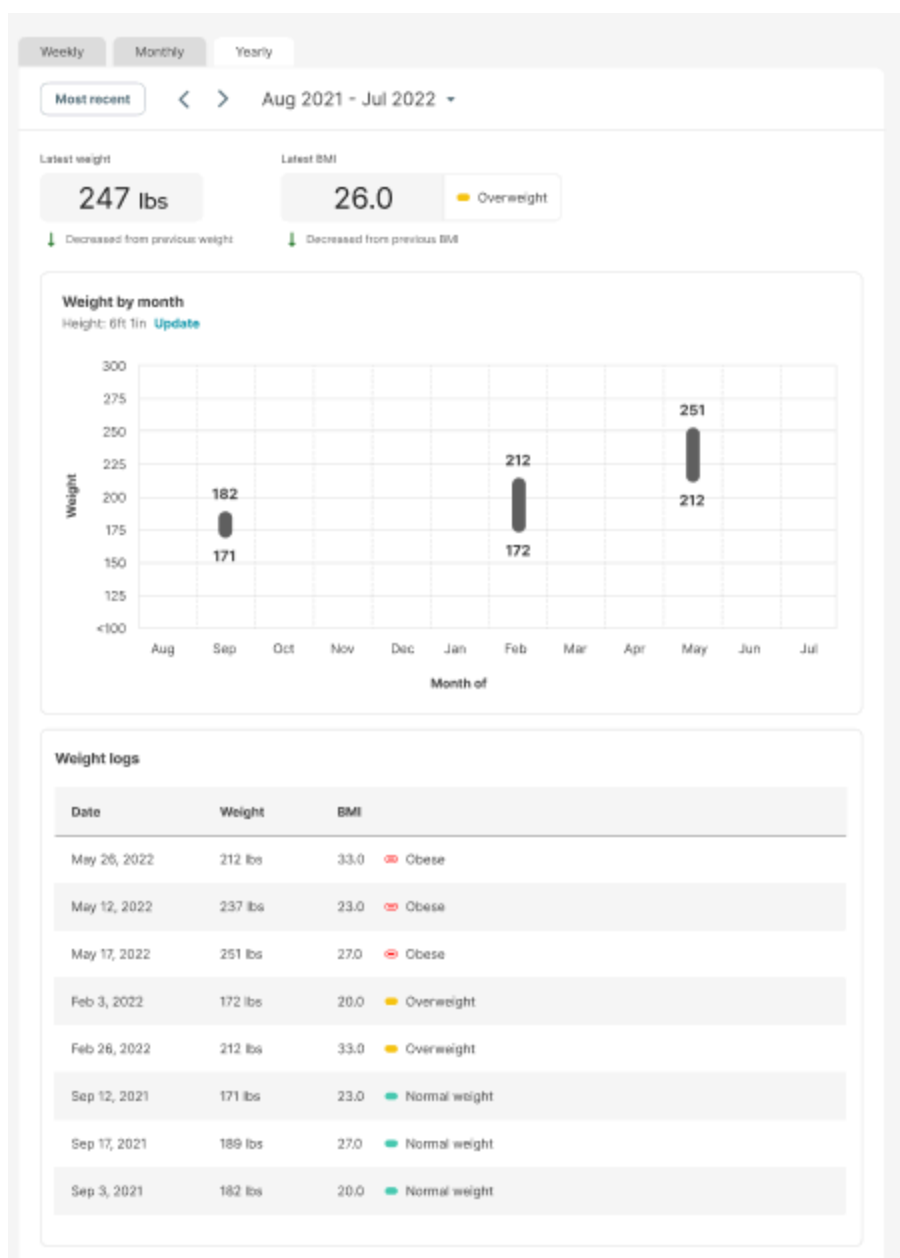 Weekly Monthly Yearly
Most recent Aug 2021 - Jul 2022
Latest weight Latest BMI
247 lbs 26.0 Overweight
Decreased from previous weight Decreased from previous BMI
Weight by month
Height: 6ft 1in Update
300
275
251
250
225
212
200
182
212
175
172
171
150
125
<100
Weight
Aug Sep Oct Nov Dec Jan Feb Mar Apr May Jun Jul
Month of
Weight logs
Date Weight BMI
May 26, 2022 212 lbs 33.0 Obese
May 12, 2022 237 lbs 23.0 Obese
May 17, 2022 251 lbs 27.0 Obese
Feb 3, 2022 172 lbs 20.0 Overweight
Feb 26, 2022 212 lbs 33.0 Overweight
Sep 12, 2021 171 lbs 23.0 Normal weight
Sep 17, 2021 189 lbs 27.0 Normal weight
Sep 3, 2021 182 lbs 20.0 Normal weight